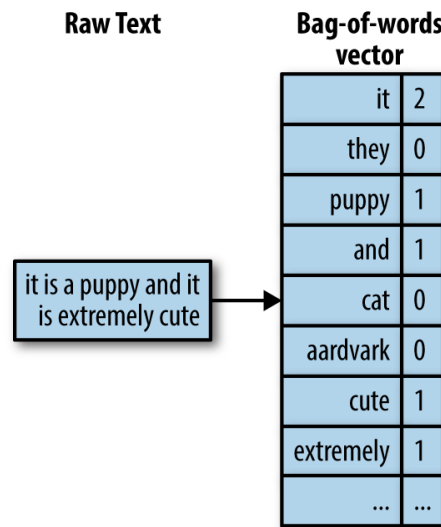 Raw Text
Bag-of-words
vector
it is a puppy and it
is extremely cute
it 2
they 0
puppy 1
and 1
cat 0
aardvark 0
cute 1
extremely 1
... ...